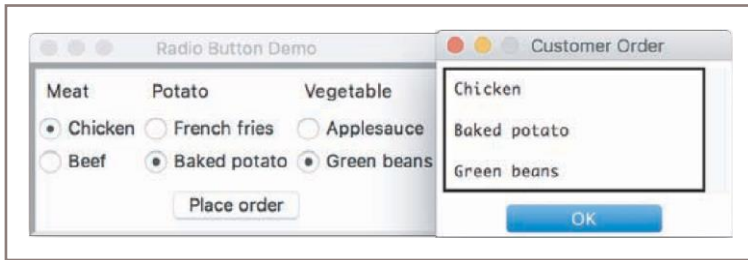 Radio Button Demo
Meat Potato Vegetable
Chicken French fries Applesauce
Beef Baked potato Green beans
Place order
Customer Order
Chicken
Baked potato
Green beans
OK